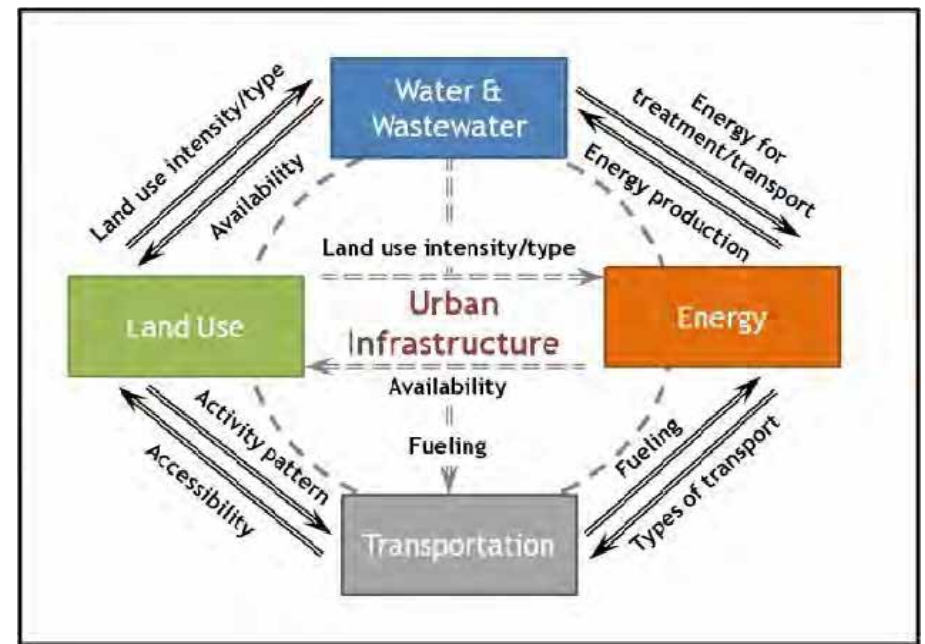 Water &
Wastewater
Land use intensity/type
Availability
Energy for
treatment/transport
Energy production
Land use intensity/type
Land Use
Urban
Infrastructure
Energy
Availability
Fueling
Activity pattern
Accessibility
Fueling
Types of transport
Transportation